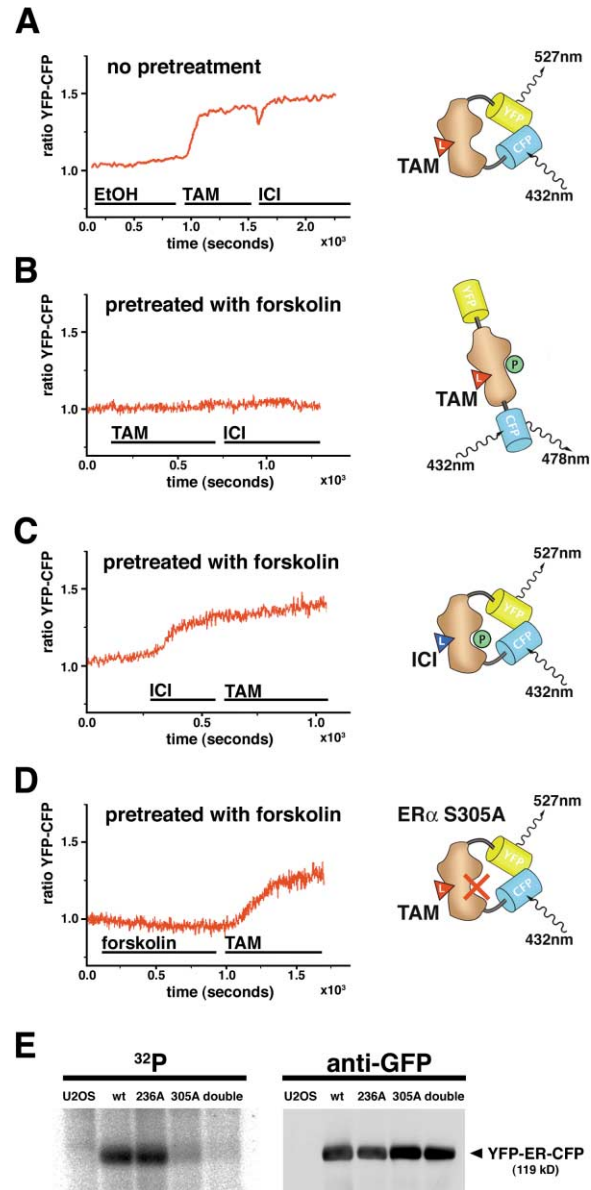 A
no pretreatment
ratio YFP-CFP
1.5
1.0
EtOH TAM ICI
0.0 0.5 1.0 1.5 2.0
time (seconds) x10³
527nm
YFP
CFP
L
TAM
432nm
B
pretreated with forskolin
ratio YFP-CFP
1.5
1.0
TAM ICI
0.0 0.5 1.0
time (seconds) x10³
YFP
P
L
TAM
CFP
432nm 478nm
C
pretreated with forskolin
ratio YFP-CFP
1.5
1.0
ICI TAM
0.0 0.5 1.0
time (seconds) x10³
527nm
YFP
CFP
L P
ICI
432nm
D
pretreated with forskolin
ratio YFP-CFP
1.5
1.0
forskolin TAM
0.0 0.5 1.0 1.5
time (seconds) x10³
ERα S305A
527nm
YFP
CFP
L
TAM
432nm
E
³²P anti-GFP
U2OS wt 236A 305A double U2OS wt 236A 305A double
YFP-ER-CFP
(119 kD)